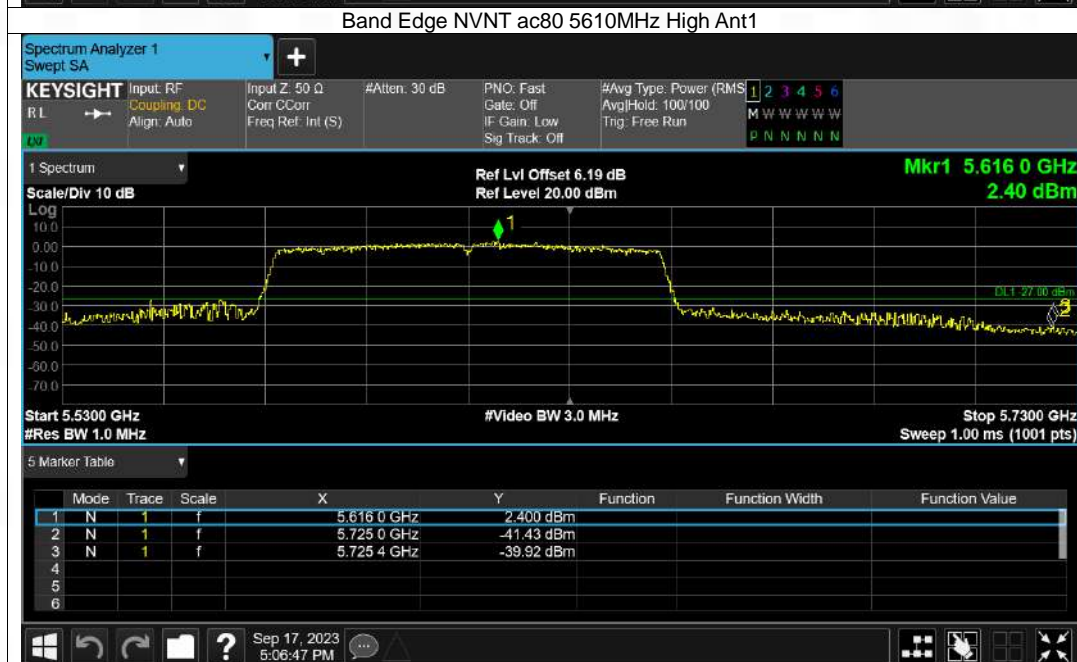 Band Edge NVNT ac80 5610MHz High Ant1
Spectrum Analyzer 1
Swept SA
+
KEYSIGHT
RL
LXI
Input: RF
Coupling: DC
Align: Auto
Input Z: 50 Ω
Corr CCorr
Freq Ref: Int (S)
#Atten: 30 dB
PNO: Fast
Gate: Off
IF Gain: Low
Sig Track: Off
#Avg Type: Power (RMS
Avg|Hold: 100/100
Trig: Free Run
1 2 3 4 5 6
M W W W W W
P N N N N N
1 Spectrum
Scale/Div 10 dB
Ref Lvl Offset 6.19 dB
Ref Level 20.00 dBm
Mkr1 5.616 0 GHz
2.40 dBm
Log
10.0
0.00
-10.0
-20.0
-30.0
-40.0
-50.0
-60.0
-70.0
1
DL1 -27.00 dBm
Start 5.5300 GHz
#Res BW 1.0 MHz
#Video BW 3.0 MHz
Stop 5.7300 GHz
Sweep 1.00 ms (1001 pts)
5 Marker Table
Mode Trace Scale X Y Function Function Width Function Value
1 N 1 f 5.616 0 GHz 2.400 dBm
2 N 1 f 5.725 0 GHz -41.43 dBm
3 N 1 f 5.725 4 GHz -39.92 dBm
4
5
6
?
Sep 17, 2023
5:06:47 PM